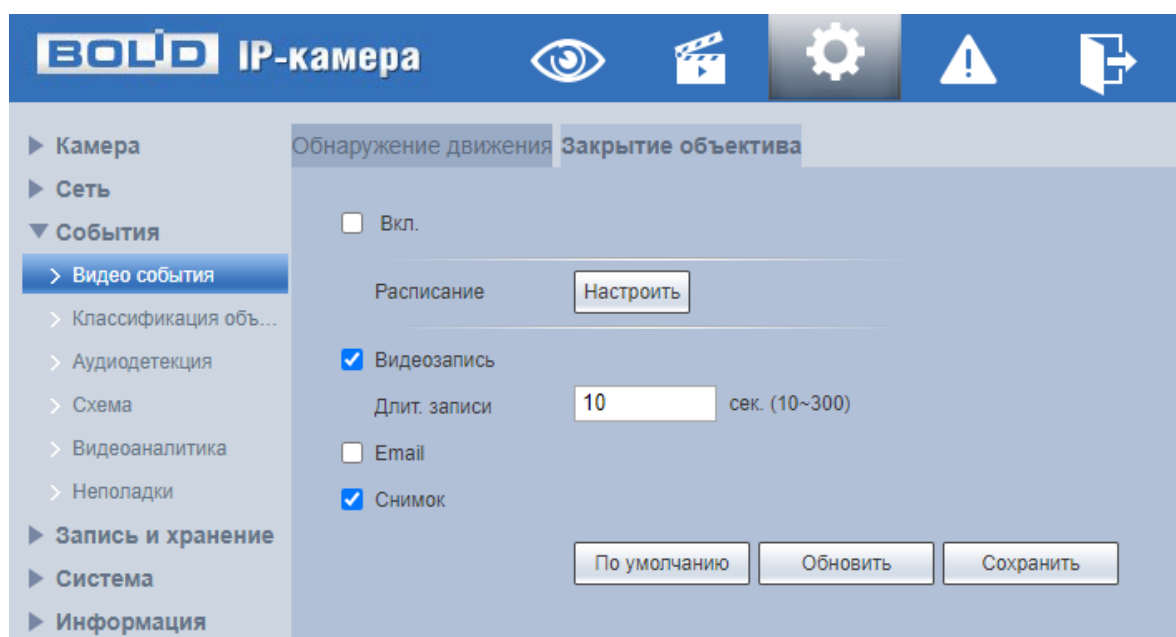 BOLID IP-камера
Камера
Сеть
События
Видео события
Классификация объ...
Аудиодетекция
Схема
Видеоаналитика
Неполадки
Запись и хранение
Система
Информация
Обнаружение движения Закрытие объектива
Вкл.
Расписание Настроить
Видеозапись
Длит. записи 10 сек. (10~300)
Email
Снимок
По умолчанию Обновить Сохранить